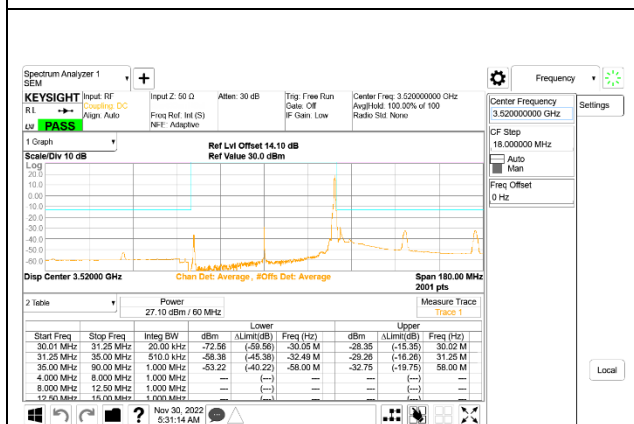 Spectrum Analyzer 1
SEM
Frequency
KEYSIGHT
Input: RF
Input Z: 50 Ω
Atten: 30 dB
Trig: Free Run
Center Freq: 3.520000000 GHz
R L
Coupling: DC
Gate: Off
Avg|Hold: 100.00% of 100
Align: Auto
Freq Ref: Int (S)
IF Gain: Low
Radio Std: None
PASS
NFE: Adaptive
Center Frequency
3.52000000 GHz
Settings
CF Step
18.000000 MHz
Auto
Man
Freq Offset
0 Hz
1 Graph
Ref Lvl Offset 14.10 dB
Scale/Div 10 dB
Ref Value 30.0 dBm
Log
20.0
10.0
0.00
-10.0
-20.0
-30.0
-40.0
-50.0
-60.0
Disp Center 3.52000 GHz
Chan Det: Average , #Offs Det: Average
Span 180.00 MHz
2001 pts
2 Table
Power
Measure Trace
27.10 dBm / 60 MHz
Trace 1
Lower
Upper
Start Freq Stop Freq Integ BW dBm ΔLimit(dB) Freq (Hz) dBm ΔLimit(dB) Freq (Hz)
30.01 MHz 31.25 MHz 20.00 kHz -72.56 (-59.56) -30.05 M -28.35 (-15.35) 30.02 M
31.25 MHz 35.00 MHz 510.0 kHz -58.38 (-45.38) -32.49 M -29.26 (-16.26) 31.25 M
35.00 MHz 90.00 MHz 1.000 MHz -53.22 (-40.22) -58.00 M -32.75 (-19.75) 58.00 M
4.000 MHz 8.000 MHz 1.000 MHz --- (---) --- --- (---) ---
8.000 MHz 12.50 MHz 1.000 MHz --- (---) --- --- (---) ---
12.50 MHz 15.00 MHz 1.000 MHz --- (---) --- --- (---) ---
Local
?
Nov 30, 2022
5:31:14 AM